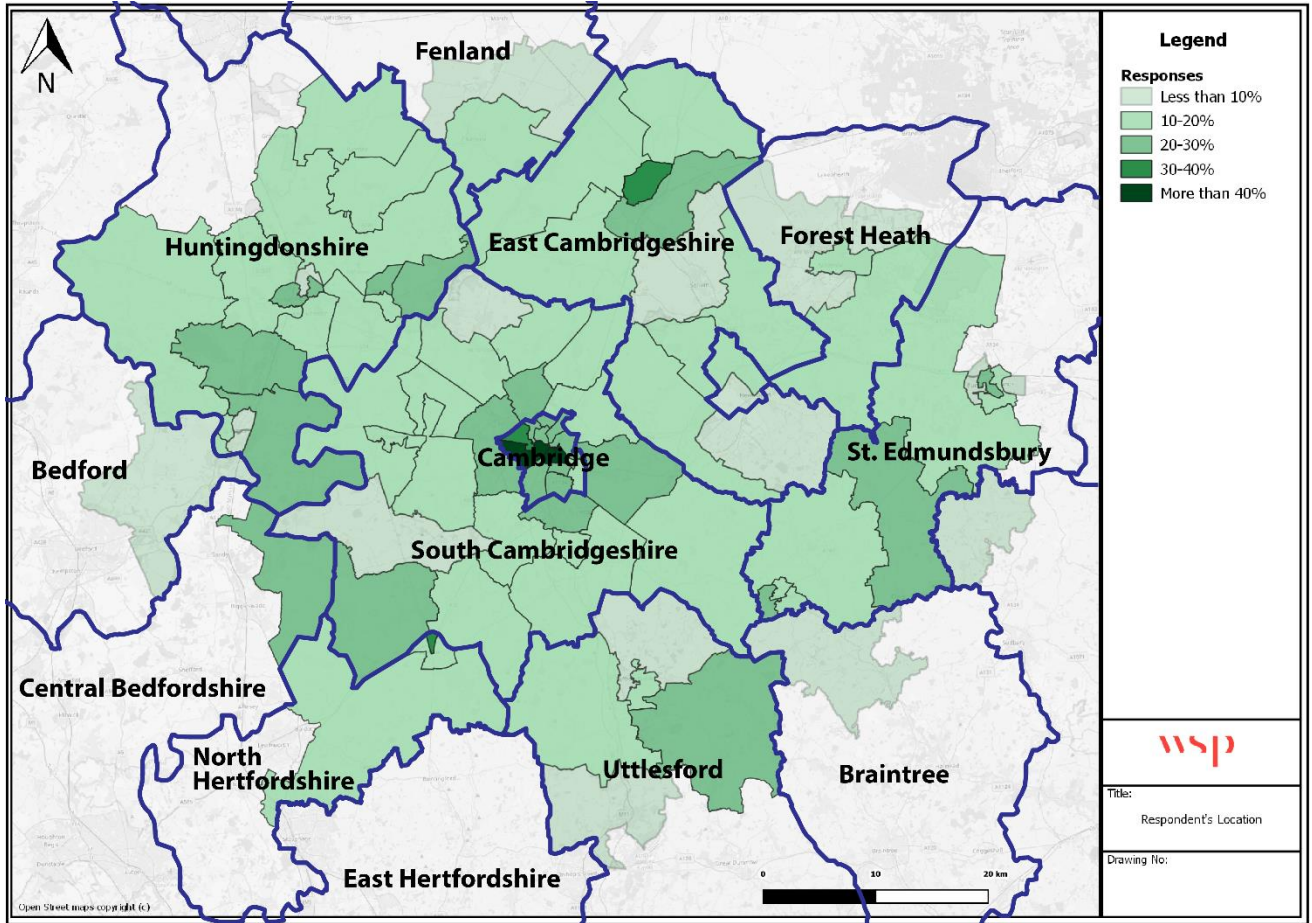 N
Fenland
Huntingdonshire
East Cambridgeshire
Forest Heath
Bedford
Cambridge
St. Edmundsbury
South Cambridgeshire
Central Bedfordshire
North
Hertfordshire
Uttlesford
Braintree
East Hertfordshire
0 10 20 km
Open Street maps copyright (c)
Legend
Responses
Less than 10%
10-20%
20-30%
30-40%
More than 40%
wsp
Title:
Respondent's Location
Drawing No: